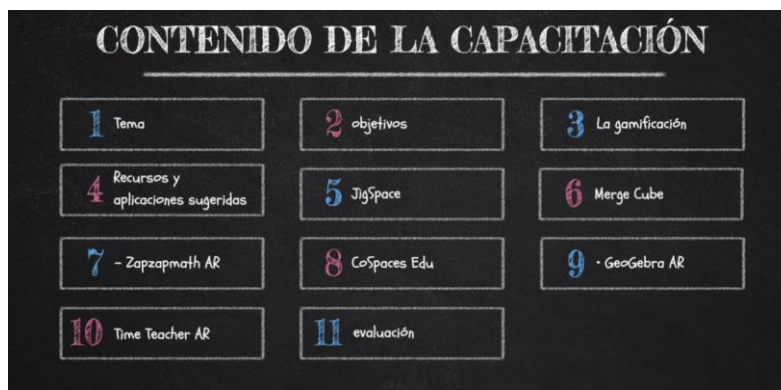 CONTENIDO DE LA CAPACITACIÓN
1 Tema
2 objetivos
3 La gamificación
4 Recursos y
aplicaciones sugeridas
5 JigSpace
6 Merge Cube
7 - Zapzapmath AR
8 CoSpaces Edu
9 • GeoGebra AR
10 Time Teacher AR
11 evaluación